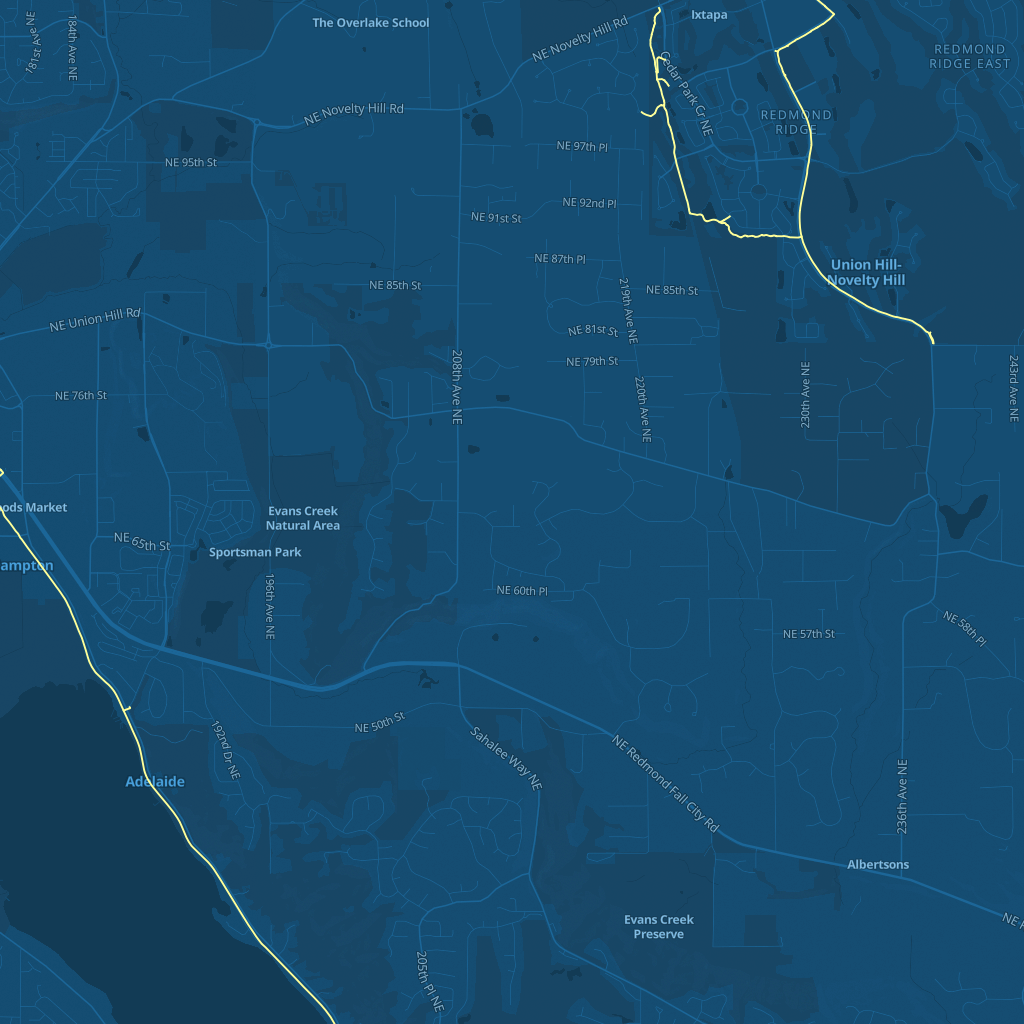 The Overlake School
Ixtapa
184th Ave NE
181st Ave NE
NE Novelty Hill Rd
REDMOND
RIDGE EAST
Cedar Park Cr NE
NE Novelty Hill Rd
REDMOND
RIDGE
NE 97th Pl
NE 95th St
NE 92nd Pl
NE 91st St
NE 87th Pl
Union Hill-
Novelty Hill
NE 85th St
NE 85th St
219th Ave NE
NE Union Hill Rd
NE 81st St
NE 79th St
208th Ave NE
230th Ave NE
243rd Ave NE
NE 76th St
220th Ave NE
ods Market
Evans Creek
Natural Area
NE 65th St
Sportsman Park
ampton
196th Ave NE
NE 60th Pl
NE 57th St
NE 58th Pl
NE 50th St
192nd Dr NE
Sahalee Way NE
NE Redmond Fall City Rd
Adelaide
236th Ave NE
Albertsons
Evans Creek
Preserve
205th Pl NE